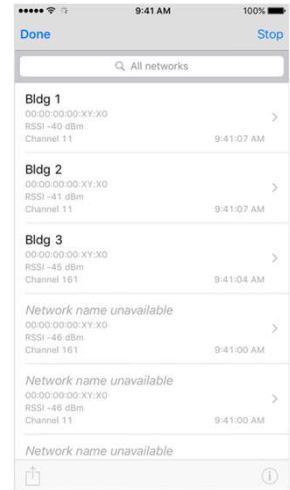 9:41 AM
100%
Done
Stop
All networks
Bldg 1
00:00:00:00:XY:X0
RSSI -40 dBm
Channel 11
9:41:07 AM
Bldg 2
00:00:00:00:XY:X0
RSSI -41 dBm
Channel 11
9:41:07 AM
Bldg 3
00:00:00:00:XY:X0
RSSI -45 dBm
Channel 161
9:41:04 AM
Network name unavailable
00:00:00:00:XY:X0
RSSI -46 dBm
Channel 161
9:41:00 AM
Network name unavailable
00:00:00:00:XY:X0
RSSI -46 dBm
Channel 11
9:41:00 AM
Network name unavailable